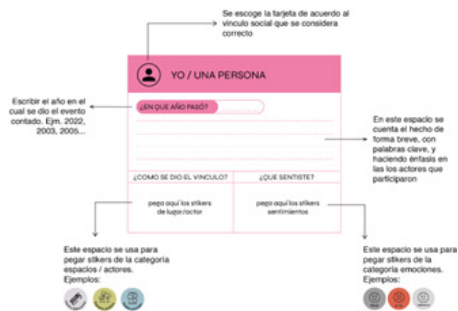 Se escoge la tarjeta de acuerdo al
vinculo social que se considera
correcto
YO / UNA PERSONA
Escribir el año en el
cual se dio el evento
contado. Ejm. 2022,
2003, 2005...
¿EN QUE AÑO PASÓ?
En este espacio se
cuenta el hecho de
forma breve, con
palabras clave, y
haciendo énfasis en
las los actores que
participaron
¿COMO SE DIO EL VINCULO?
¿QUE SENTISTE?
pega aquí los stikers
de lugar/actor
pega aquí los stikers
sentimientos
Este espacio se usa para
pegar stikers de la categoría
espacios / actores.
Ejemplos:
Este espacio se usa para
pegar stikers de la
categoría emociones.
Ejemplos: